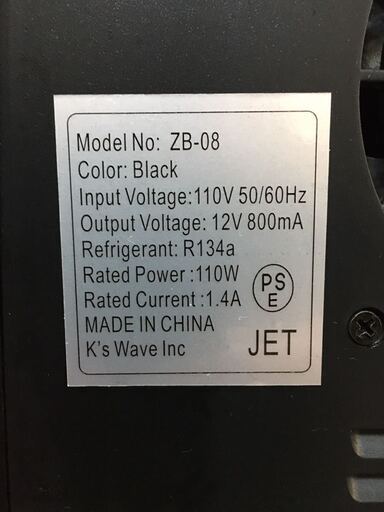 Model No: ZB-08
Color: Black
Input Voltage:110V 50/60Hz
Output Voltage: 12V 800mA
Refrigerant: R134a
Rated Power :110W
Rated Current :1.4A
PS
E
MADE IN CHINA
K's Wave Inc
JET